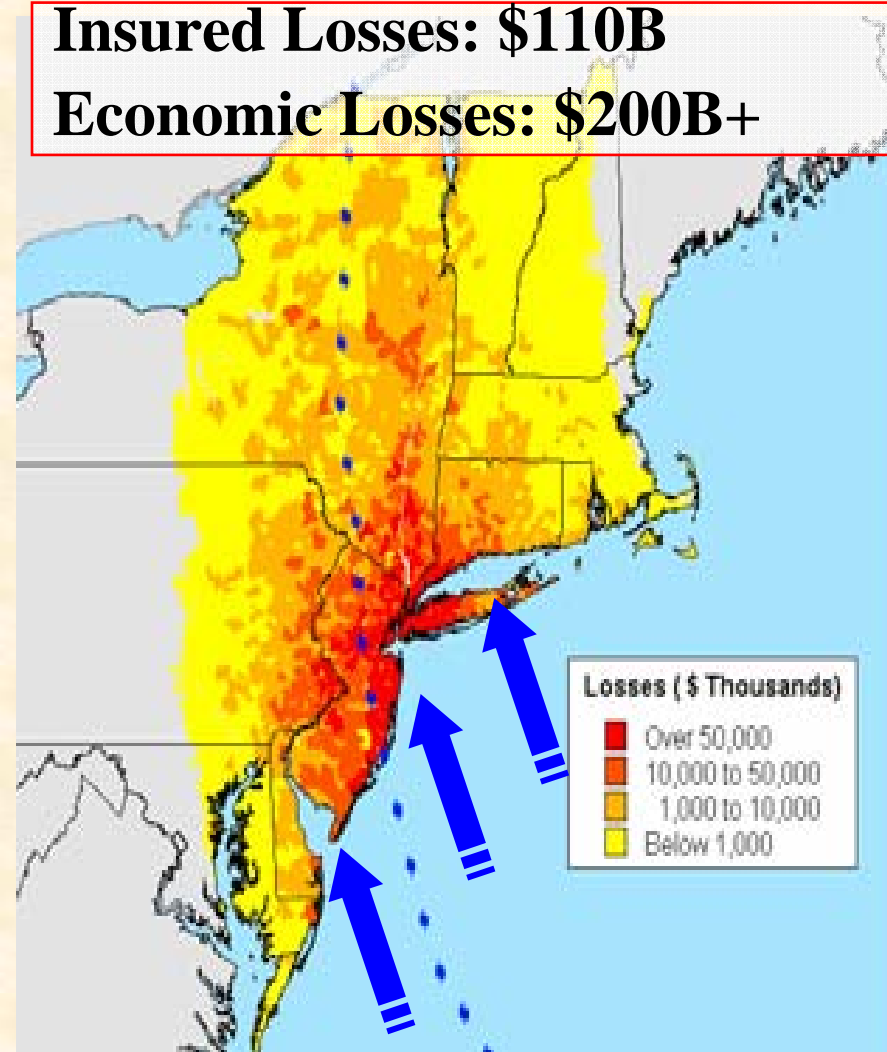 Insured Losses: $110B
Economic Losses: $200B+
Losses ($ Thousands)
Over 50,000
10,000 to 50,000
1,000 to 10,000
Below 1,000